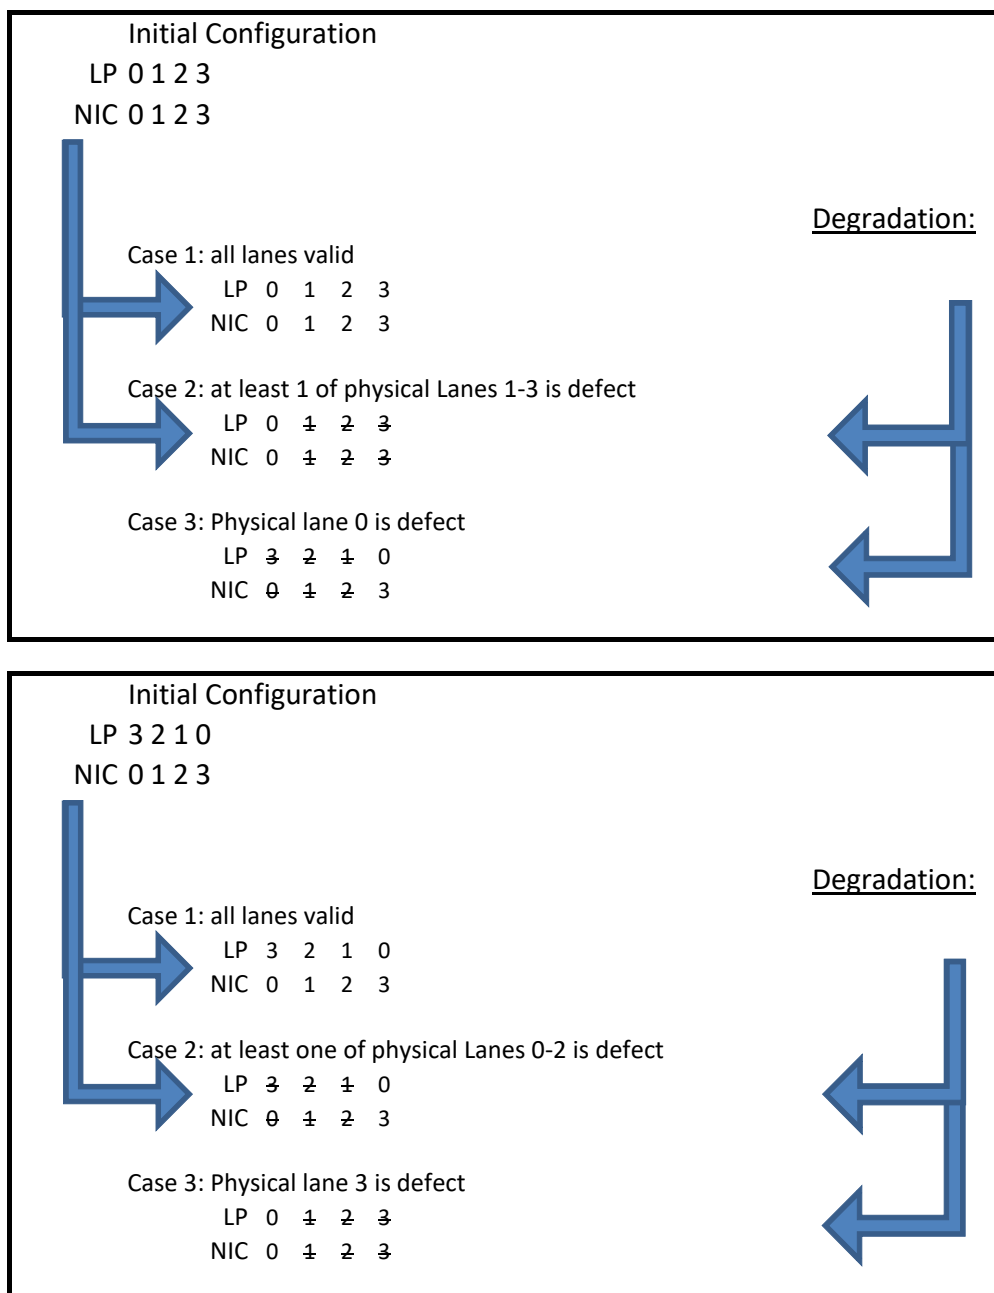 Initial Configuration
LP 0 1 2 3
NIC 0 1 2 3
Degradation:
Case 1: all lanes valid
LP 0 1 2 3
NIC 0 1 2 3
Case 2: at least 1 of physical Lanes 1-3 is defect
LP 0 1 2 3
NIC 0 1 2 3
Case 3: Physical lane 0 is defect
LP 3 2 1 0
NIC 0 1 2 3
Initial Configuration
LP 3 2 1 0
NIC 0 1 2 3
Degradation:
Case 1: all lanes valid
LP 3 2 1 0
NIC 0 1 2 3
Case 2: at least one of physical Lanes 0-2 is defect
LP 3 2 1 0
NIC 0 1 2 3
Case 3: Physical lane 3 is defect
LP 0 1 2 3
NIC 0 1 2 3